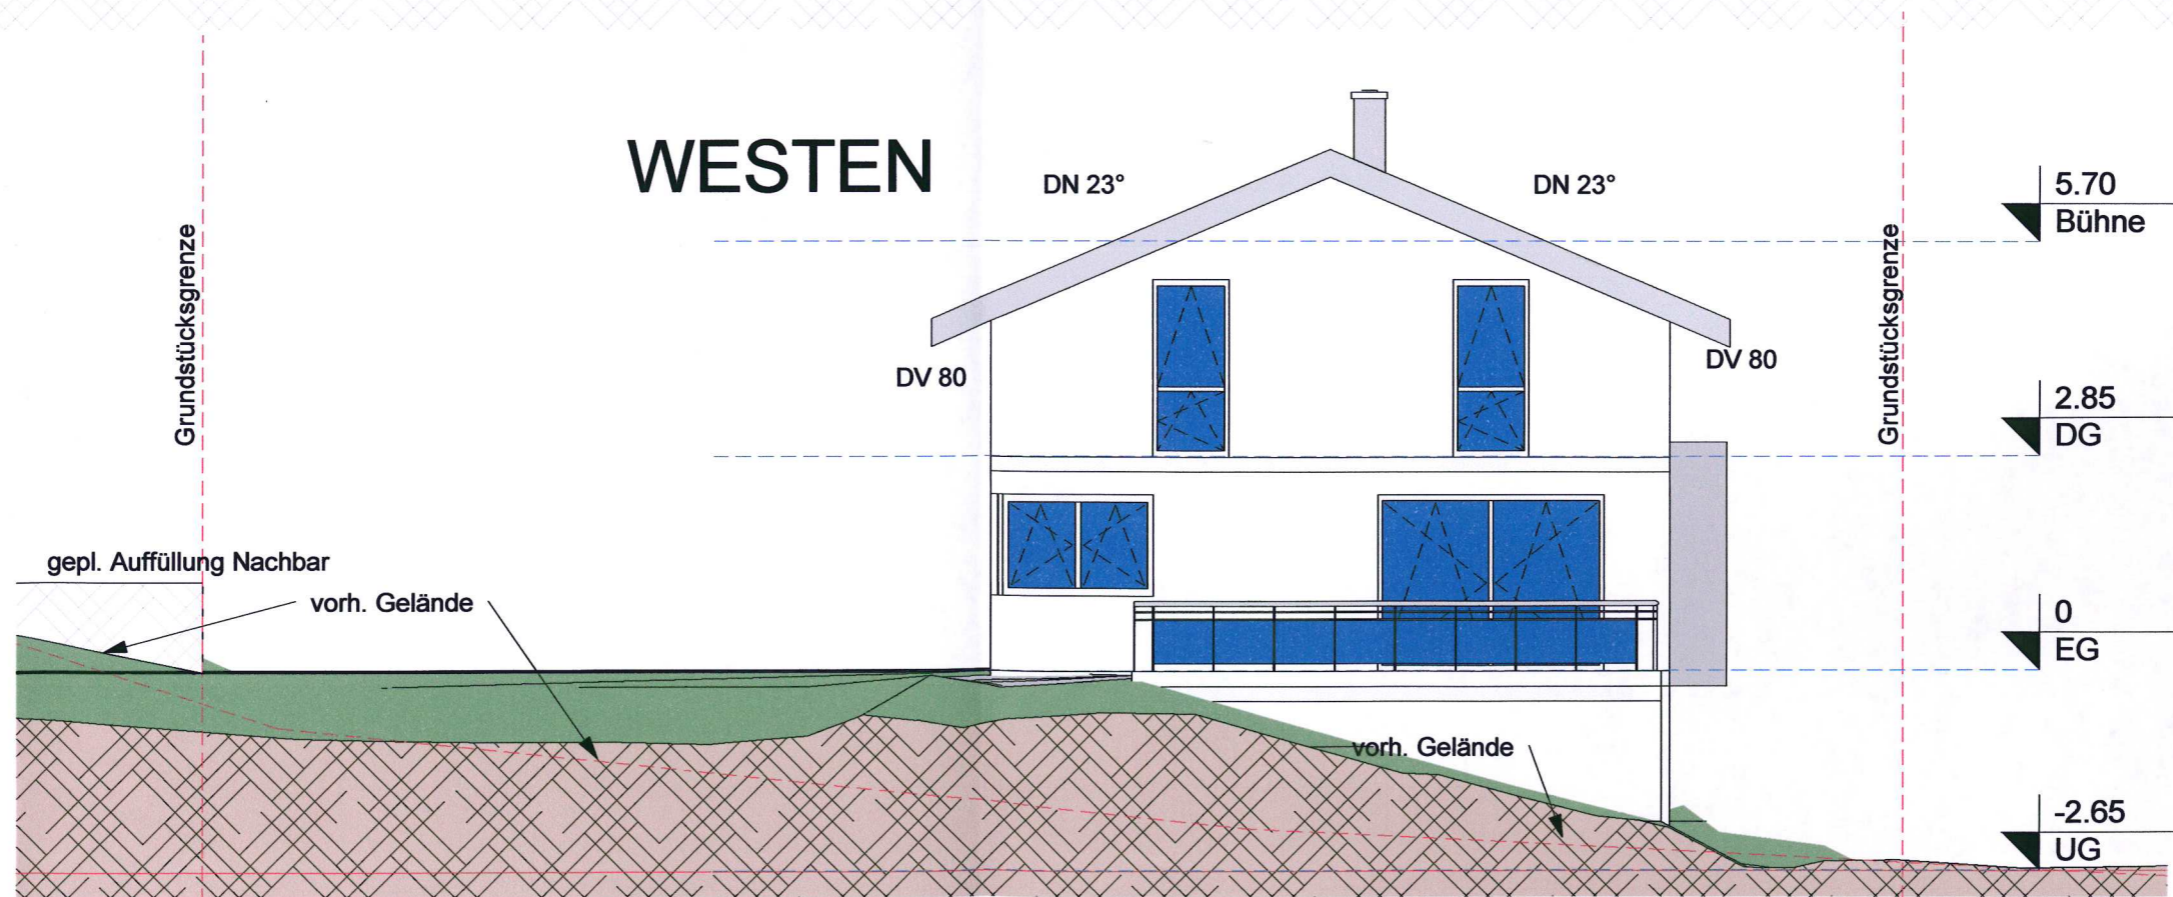 WESTEN
DN 23°
DN 23°
5.70
Bühne
Grundstücksgrenze
Grundstücksgrenze
DV 80
DV 80
2.85
DG
gepl. Auffüllung Nachbar
vorh. Gelände
0
EG
vorh. Gelände
-2.65
UG